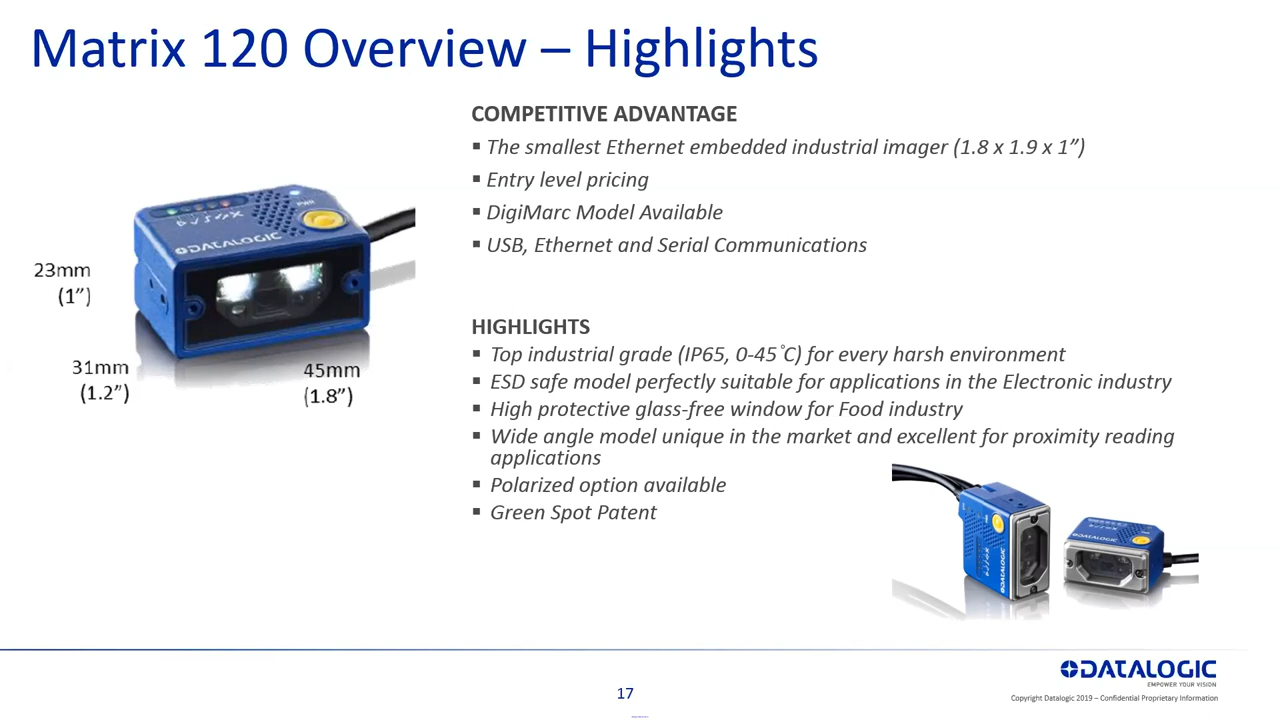 Matrix 120 Overview – Highlights
COMPETITIVE ADVANTAGE
▪ The smallest Ethernet embedded industrial imager (1.8 x 1.9 x 1”)
▪ Entry level pricing
▪ DigiMarc Model Available
▪ USB, Ethernet and Serial Communications
PWR
DATALOGIC
23mm
(1”)
31mm
(1.2”)
45mm
(1.8”)
HIGHLIGHTS
▪ Top industrial grade (IP65, 0-45°C) for every harsh environment
▪ ESD safe model perfectly suitable for applications in the Electronic industry
▪ High protective glass-free window for Food industry
▪ Wide angle model unique in the market and excellent for proximity reading
applications
▪ Polarized option available
▪ Green Spot Patent
DATALOGIC
DATALOGIC
DATALOGIC
EMPOWER YOUR VISION
17
Copyright Datalogic 2019 – Confidential Proprietary Information